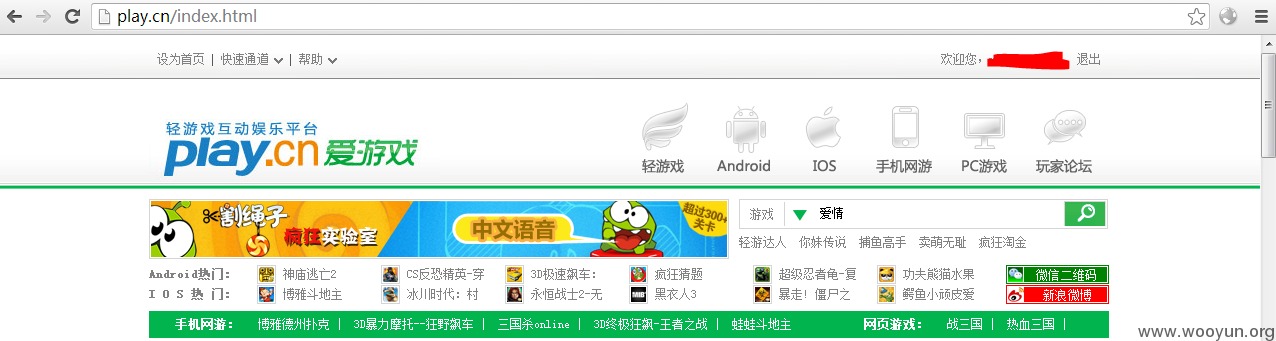 play.cn/index.html
设为首页 | 快速通道 | 帮助 欢迎您, 退出
轻游戏互动娱乐平台
play.cn 爱·游戏
轻游戏 Android IOS 手机网游 PC游戏 玩家论坛
割绳子 疯狂实验室 中文语音 超过300+关卡
游戏 爱情
轻游达人 你妹传说 捕鱼高手 卖萌无耻 疯狂淘金
Android热门： 神庙逃亡2 CS反恐精英-穿 3D极速飙车： 疯狂猜题 超级忍者龟-夏 功夫熊猫水果 微信二维码
IOS热门： 博雅斗地主 冰川时代：村 永恒战士2-无 黑衣人3 暴走！僵尸之 鳄鱼小顽皮爱 新浪微博
手机网游： 博雅德州扑克 | 3D暴力摩托--狂野飙车 | 三国杀online | 3D终极狂飙-王者之战 | 蛙蛙斗地主 网页游戏： 战三国 | 热血三国 |
www.wooyun.org